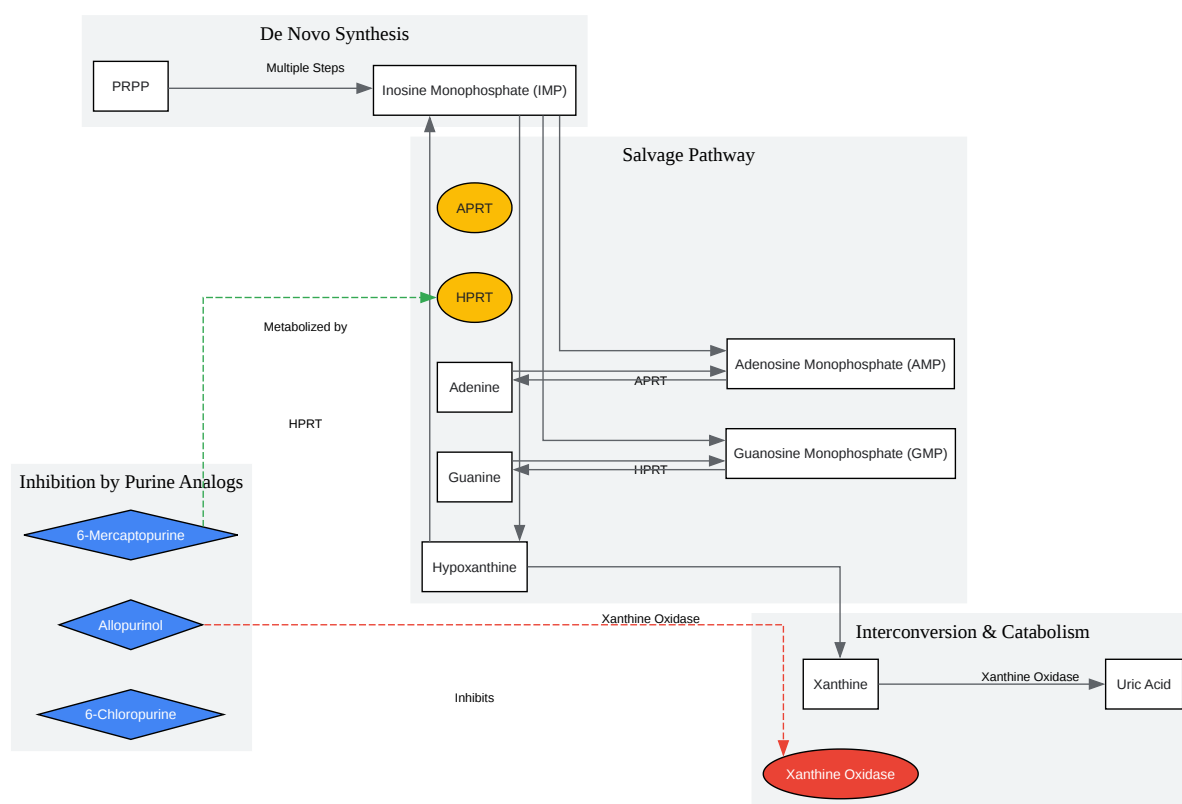 De Novo Synthesis
PRPP
Multiple Steps
Inosine Monophosphate (IMP)
Salvage Pathway
APRT
HPRT
Metabolized by
HPRT
Adenine
APRT
Adenosine Monophosphate (AMP)
Guanine
HPRT
Guanosine Monophosphate (GMP)
Hypoxanthine
Inhibition by Purine Analogs
6-Mercaptopurine
Allopurinol
6-Chloropurine
Xanthine Oxidase
Inhibits
Interconversion & Catabolism
Xanthine
Xanthine Oxidase
Uric Acid
Xanthine Oxidase